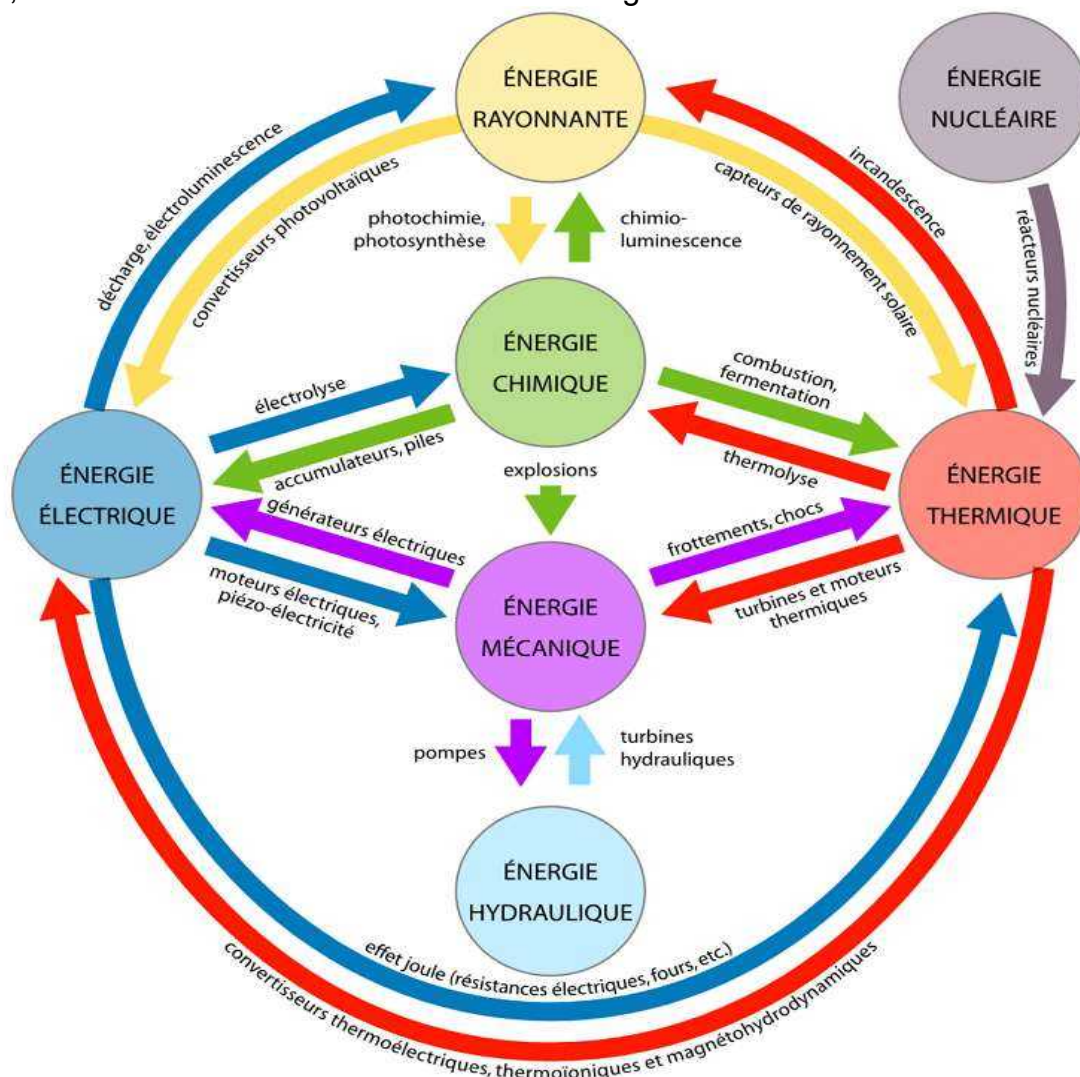 ÉNERGIE
RAYONNANTE
ÉNERGIE
NUCLÉAIRE
décharge, électroluminescence
convertisseurs photovoltaïques
capteurs de rayonnement solaire
incandescence
réacteurs nucléaires
photochimie,
photosynthèse
chimio-
luminescence
ÉNERGIE
CHIMIQUE
électrolyse
accumulateurs, piles
combustion,
fermentation
thermolyse
explosions
ÉNERGIE
ÉLECTRIQUE
ÉNERGIE
THERMIQUE
générateurs électriques
moteurs électriques,
piézo-électricité
frottements, chocs
turbines et moteurs
thermiques
ÉNERGIE
MÉCANIQUE
pompes
turbines
hydrauliques
ÉNERGIE
HYDRAULIQUE
effet joule (résistances électriques, fours, etc.)
convertisseurs thermoélectriques, thermoïoniques et magnétohydrodynamiques